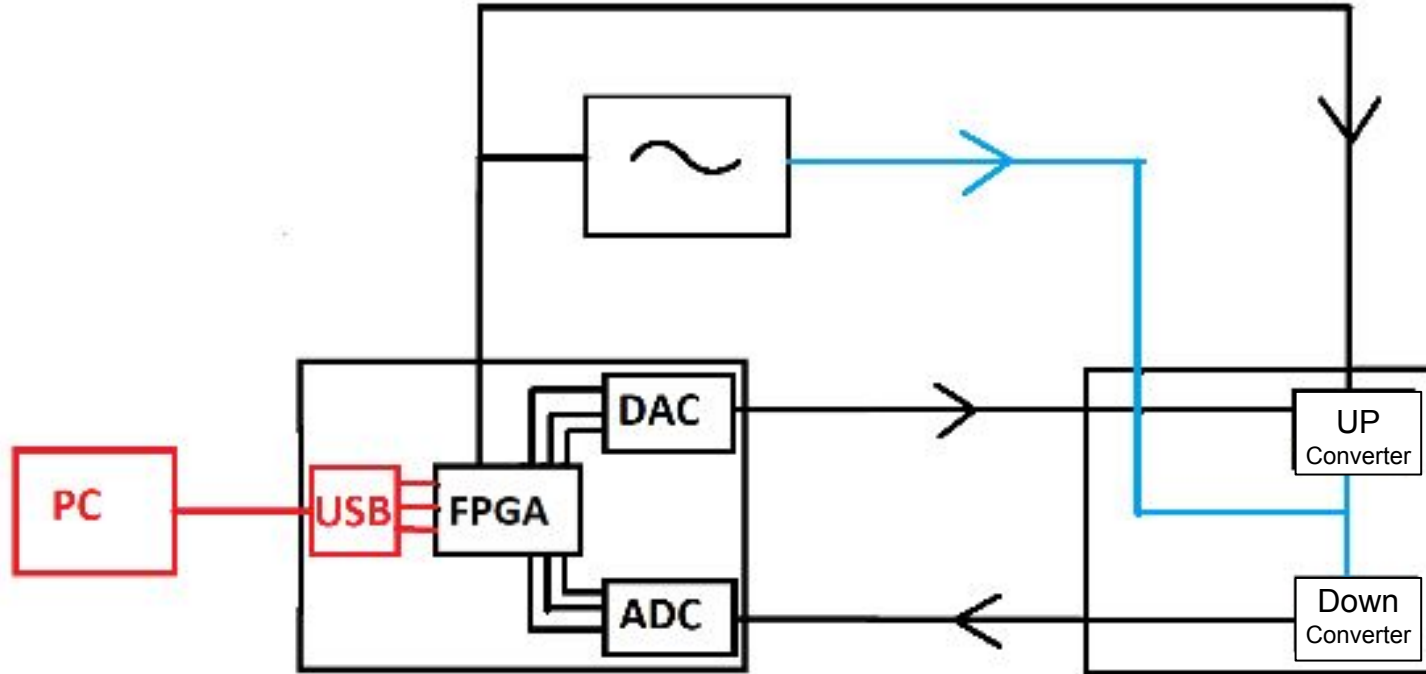 DAC
UP
Converter
PC
USB
FPGA
ADC
Down
Converter